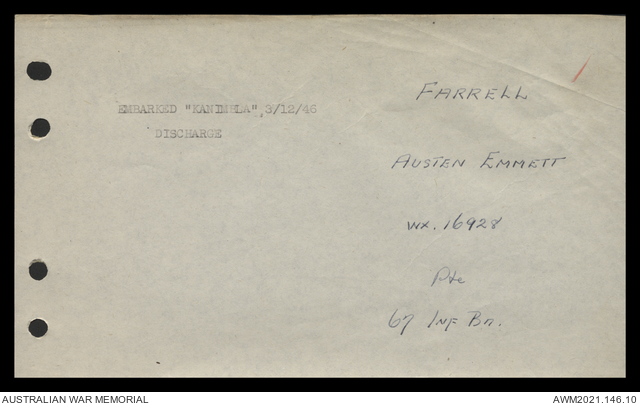 EMBARKED "KANIMBLA", 3/12/46
DISCHARGE
FARRELL
AUSTEN EMMETT
WX. 16928
Pte
67 INF BN.
AUSTRALIAN WAR MEMORIAL
AWM2021.146.10